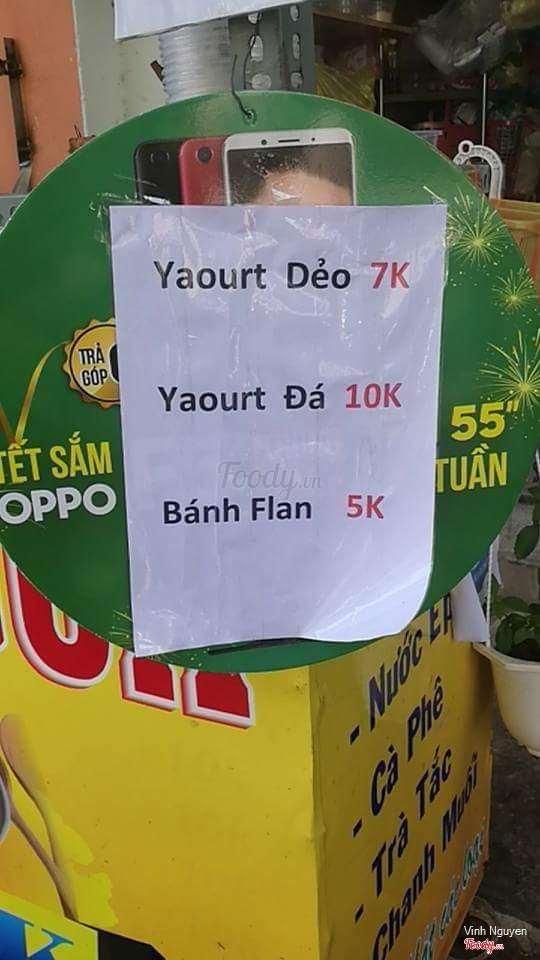 Yaourt Dẻo 7K
Yaourt Đá 10K
Bánh Flan 5K
TRẢ
GÓP
TẾT SẮM
OPPO
55"
TUẦN
Foody.vn
- Nước
- Cà Phê
- Trà Tắc
- Chanh Muối
Vinh Nguyen
Foody.vn